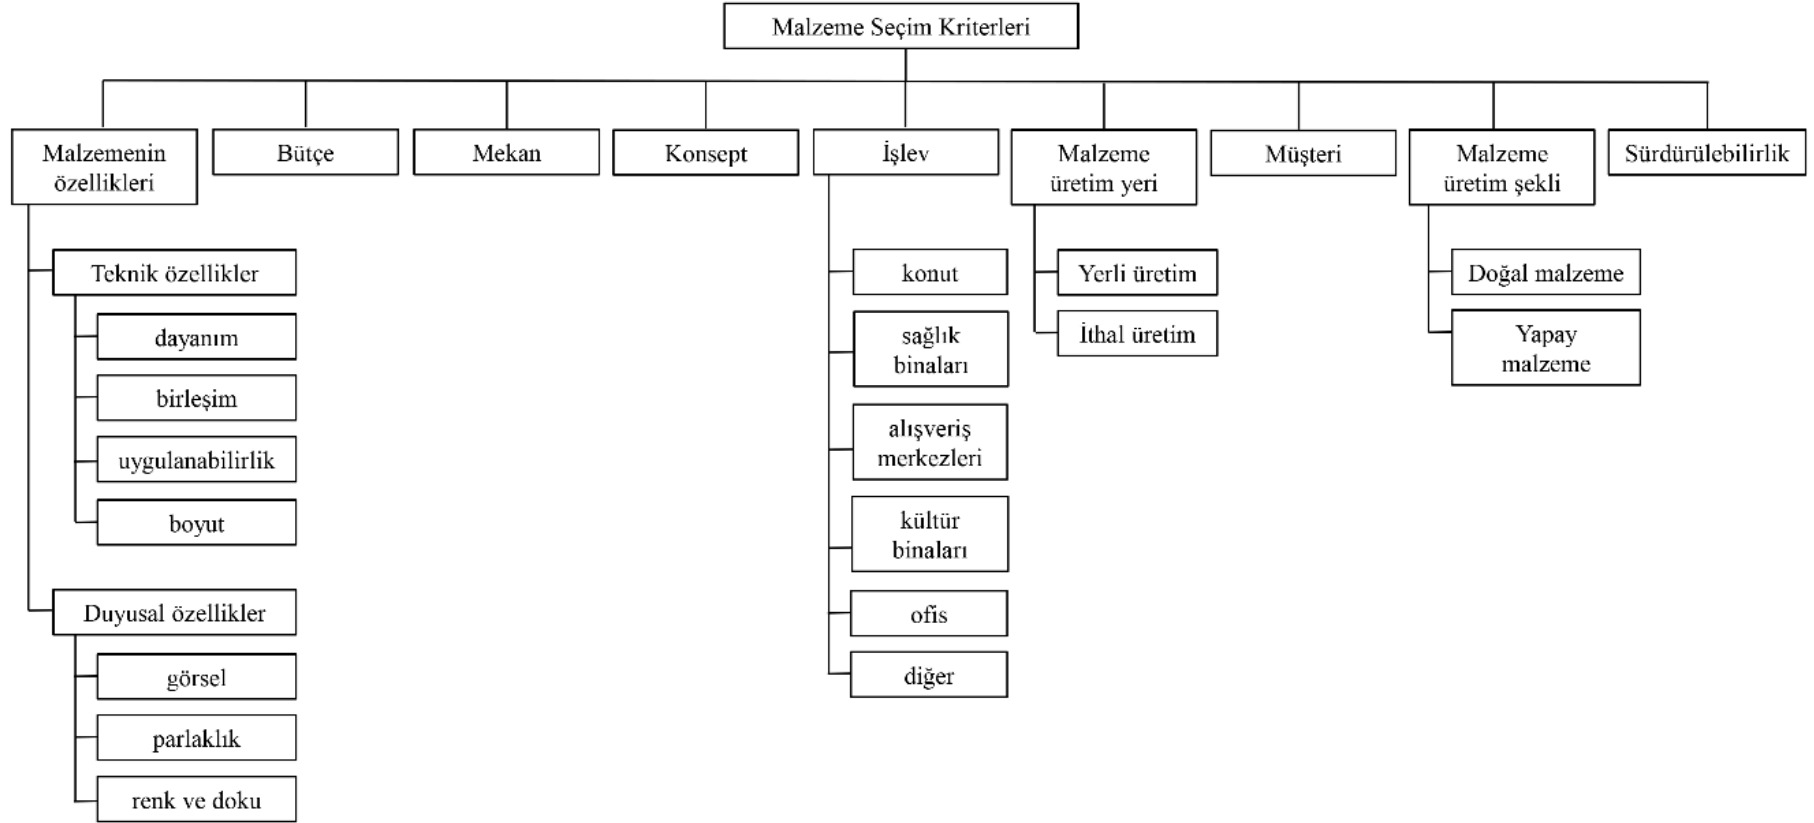 Malzeme Seçim Kriterleri
Malzemenin
özellikleri
Bütçe
Mekan
Konsept
İşlev
Malzeme
üretim yeri
Müşteri
Malzeme
üretim şekli
Sürdürülebilirlik
Teknik özellikler
dayanım
birleşim
uygulanabilirlik
boyut
Duyusal özellikler
görsel
parlaklık
renk ve doku
konut
sağlık
binaları
alışveriş
merkezleri
kültür
binaları
ofis
diğer
Yerli üretim
İthal üretim
Doğal malzeme
Yapay
malzeme